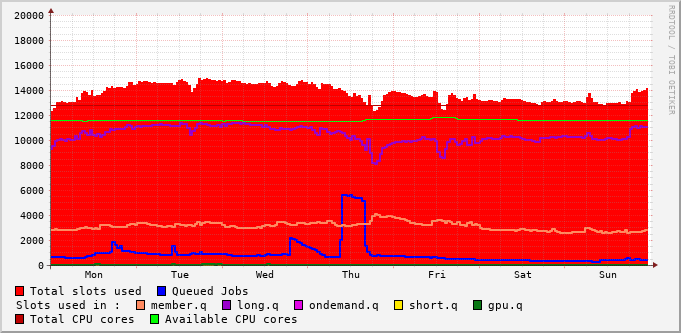 20000
18000
16000
14000
12000
10000
8000
6000
4000
2000
0
Mon Tue Wed Thu Fri Sat Sun
RRDTOOL / TOBI OETIKER
Total slots used Queued Jobs
Slots used in : member.q long.q ondemand.q short.q gpu.q
Total CPU cores Available CPU cores